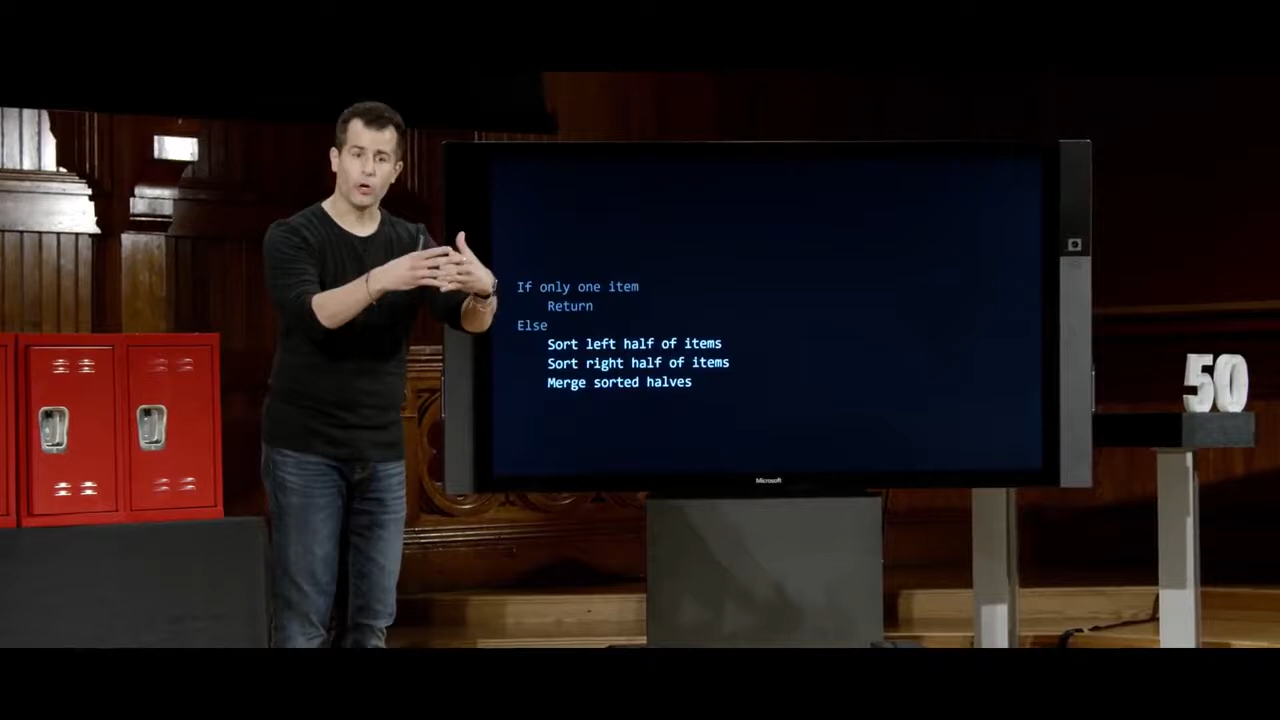 If only one item
Return
Else
Sort left half of items
Sort right half of items
Merge sorted halves
Microsoft
50